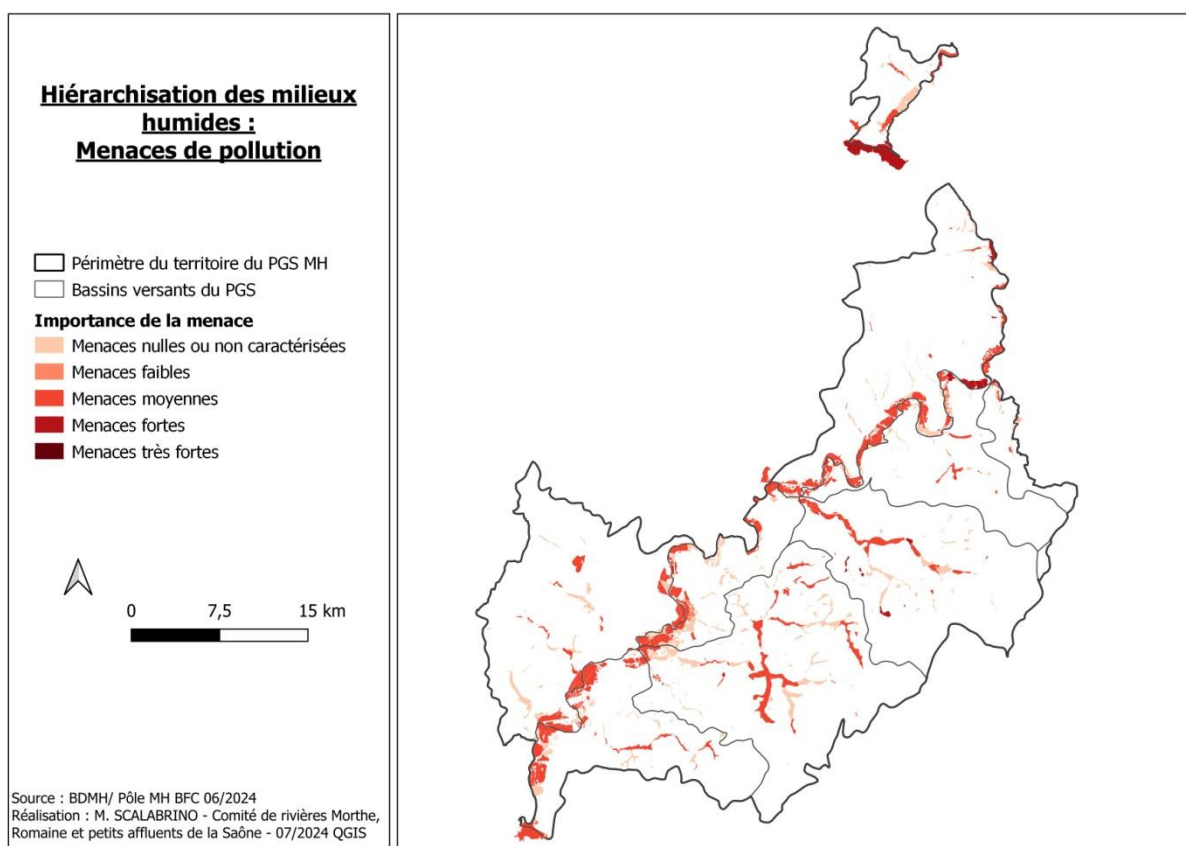 Hiérarchisation des milieux
humides :
Menaces de pollution
Périmètre du territoire du PGS MH
Bassins versants du PGS
Importance de la menace
Menaces nulles ou non caractérisées
Menaces faibles
Menaces moyennes
Menaces fortes
Menaces très fortes
0 7,5 15 km
Source : BDMH/ Pôle MH BFC 06/2024
Réalisation : M. SCALABRINO - Comité de rivières Morthe,
Romaine et petits affluents de la Saône - 07/2024 QGIS